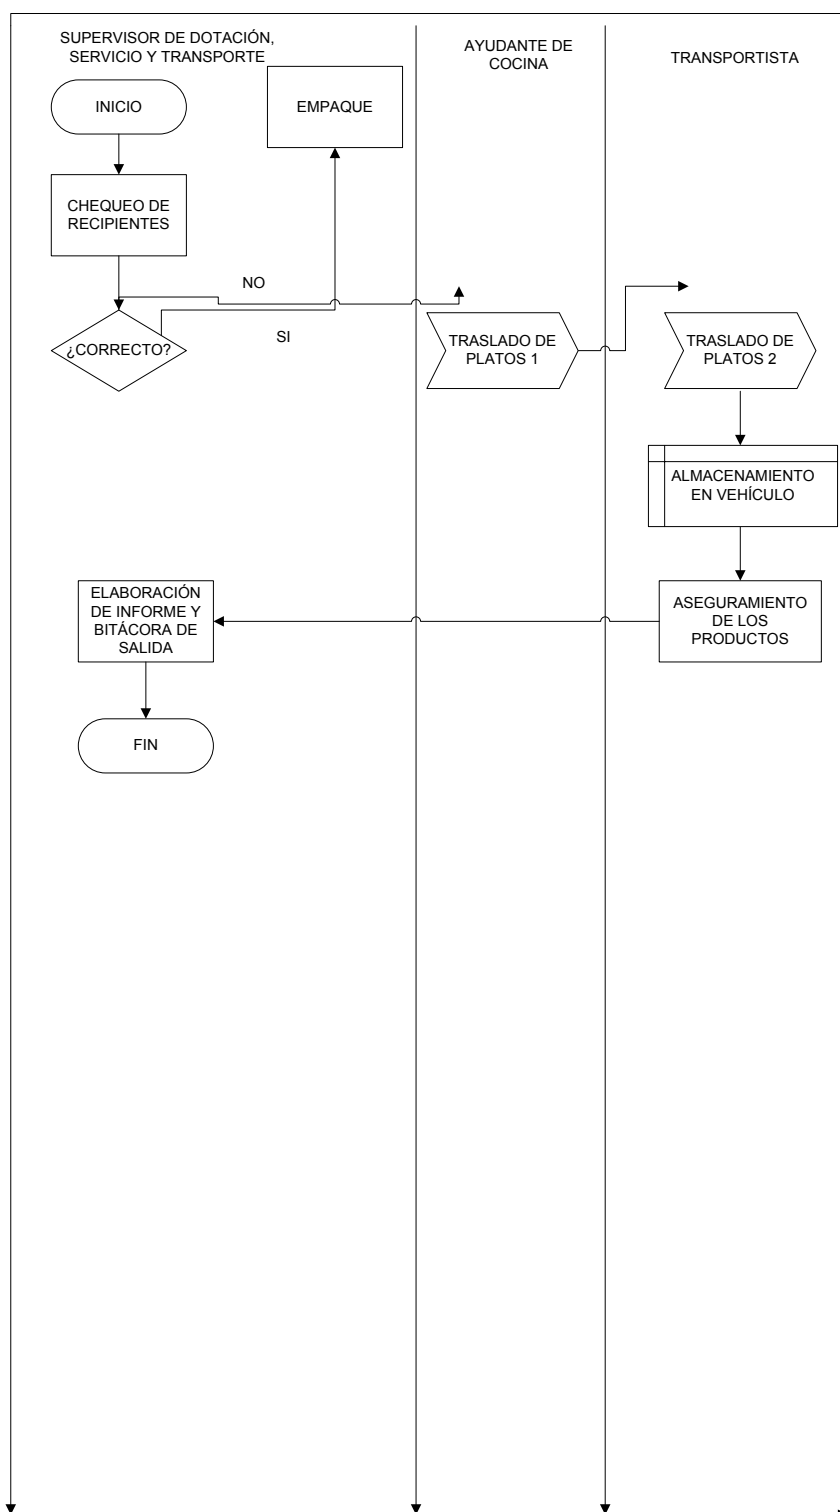 SUPERVISOR DE DOTACIÓN,
SERVICIO Y TRANSPORTE
AYUDANTE DE
COCINA
TRANSPORTISTA
INICIO
EMPAQUE
CHEQUEO DE
RECIPIENTES
NO
SI
¿CORRECTO?
TRASLADO DE
PLATOS 1
TRASLADO DE
PLATOS 2
ALMACENAMIENTO
EN VEHÍCULO
ELABORACIÓN
DE INFORME Y
BITÁCORA DE
SALIDA
ASEGURAMIENTO
DE LOS
PRODUCTOS
FIN